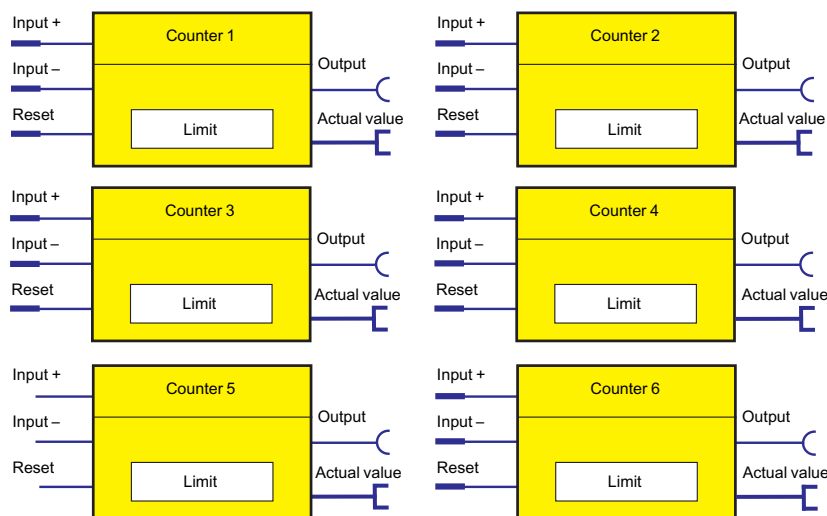 Input +
Counter 1
Input –
Output
Reset
Limit
Actual value
Input +
Counter 2
Input –
Output
Reset
Limit
Actual value
Input +
Counter 3
Input –
Output
Reset
Limit
Actual value
Input +
Counter 4
Input –
Output
Reset
Limit
Actual value
Input +
Counter 5
Input –
Output
Reset
Limit
Actual value
Input +
Counter 6
Input –
Output
Reset
Limit
Actual value